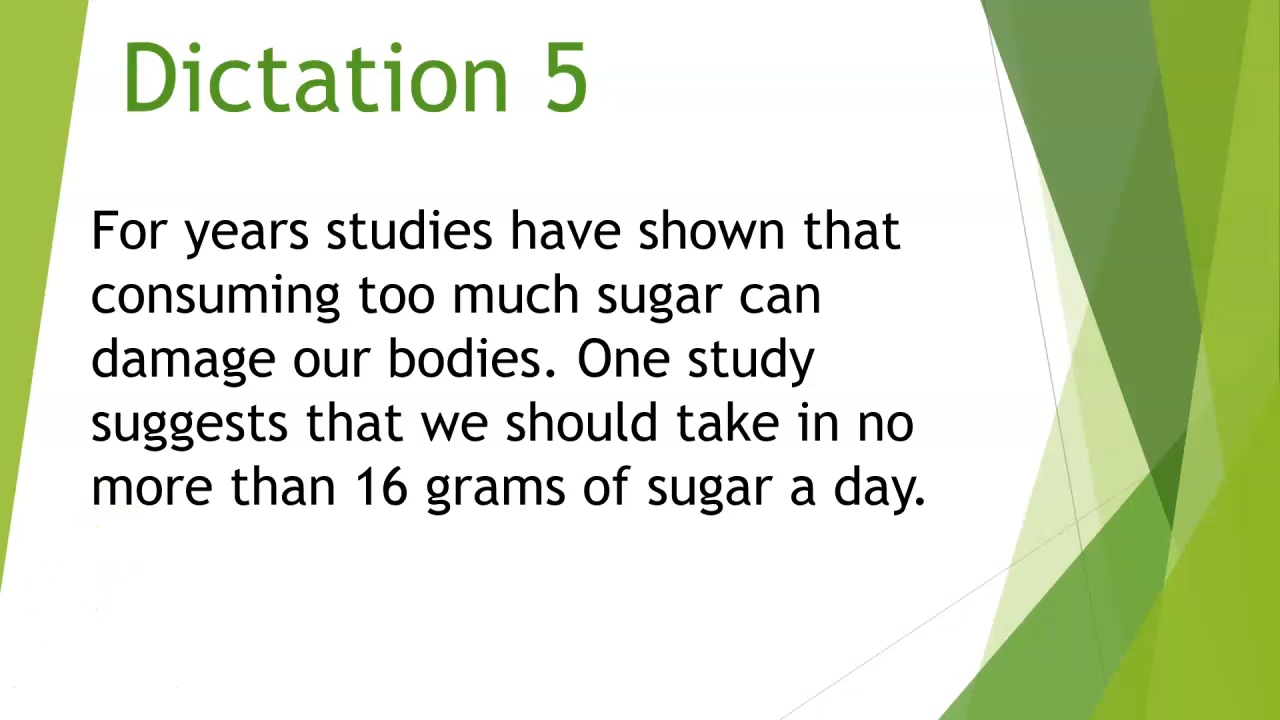 Dictation 5
For years studies have shown that
consuming too much sugar can
damage our bodies. One study
suggests that we should take in no
more than 16 grams of sugar a day.